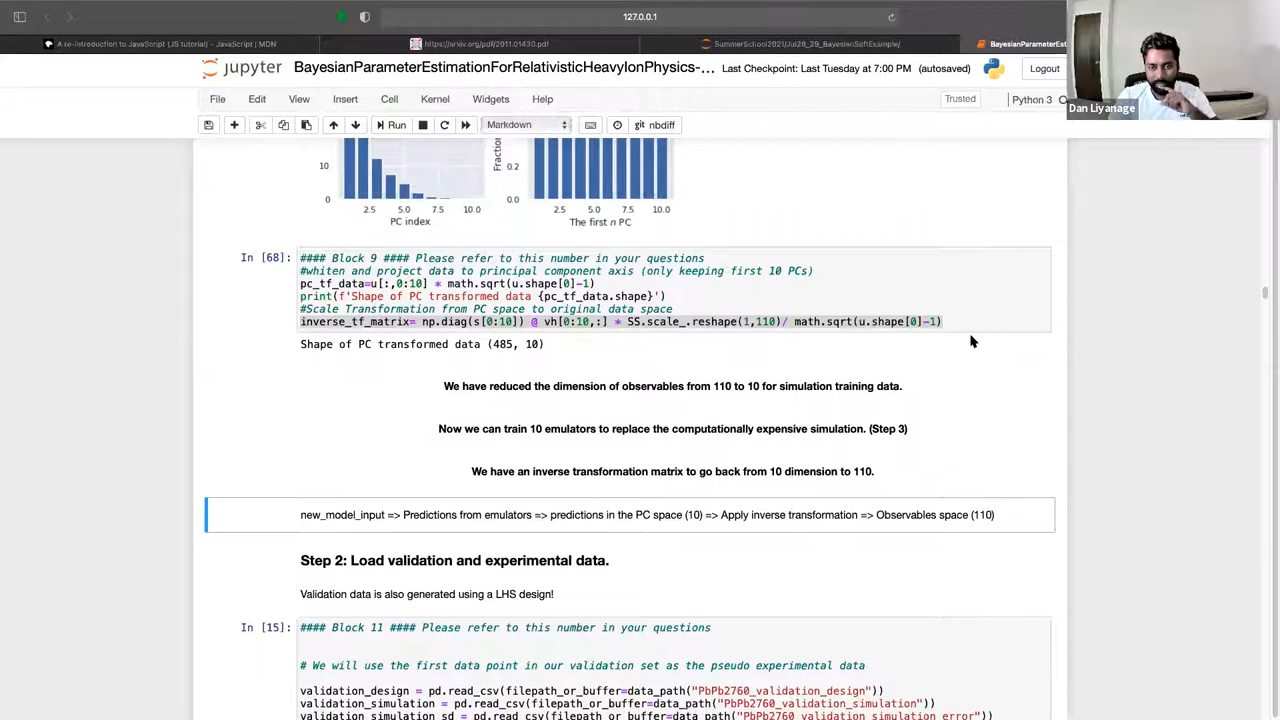 127.0.0.1
A re-introduction to JavaScript (JS tutorial) - JavaScript | MDN
https://arxiv.org/pdf/2011.01430.pdf
SummerSchool2021/Jul28_29_BayesianSoftExample/
BayesianParameterEsti
jupyter
BayesianParameterEstimationForRelativisticHeavyIonPhysics-...
Last Checkpoint: Last Tuesday at 7:00 PM (autosaved)
Logout
File Edit View Insert Cell Kernel Widgets Help
Trusted
Python 3
Dan Liyanage
Run
Markdown
nbdiff
10
0
2.5 5.0 7.5 10.0
PC index
Fraction
0.2
0.0
2.5 5.0 7.5 10.0
The first n PC
In [68]:
#### Block 9 #### Please refer to this number in your questions
#whiten and project data to principal component axis (only keeping first 10 PCs)
pc_tf_data=u[:,0:10] * math.sqrt(u.shape[0]-1)
print(f'Shape of PC transformed data {pc_tf_data.shape}')
#Scale Transformation from PC space to original data space
inverse_tf_matrix= np.diag(s[0:10]) @ vh[0:10,:] * SS.scale_.reshape(1,110)/ math.sqrt(u.shape[0]-1)
Shape of PC transformed data (485, 10)
We have reduced the dimension of observables from 110 to 10 for simulation training data.
Now we can train 10 emulators to replace the computationally expensive simulation. (Step 3)
We have an inverse transformation matrix to go back from 10 dimension to 110.
new_model_input => Predictions from emulators => predictions in the PC space (10) => Apply inverse transformation => Observables space (110)
Step 2: Load validation and experimental data.
Validation data is also generated using a LHS design!
In [15]:
#### Block 11 #### Please refer to this number in your questions
# We will use the first data point in our validation set as the pseudo experimental data
validation_design = pd.read_csv(filepath_or_buffer=data_path("PbPb2760_validation_design"))
validation_simulation = pd.read_csv(filepath_or_buffer=data_path("PbPb2760_validation_simulation"))
validation_simulation_sd = pd.read_csv(filepath_or_buffer=data_path("PbPb2760_validation_simulation_error"))